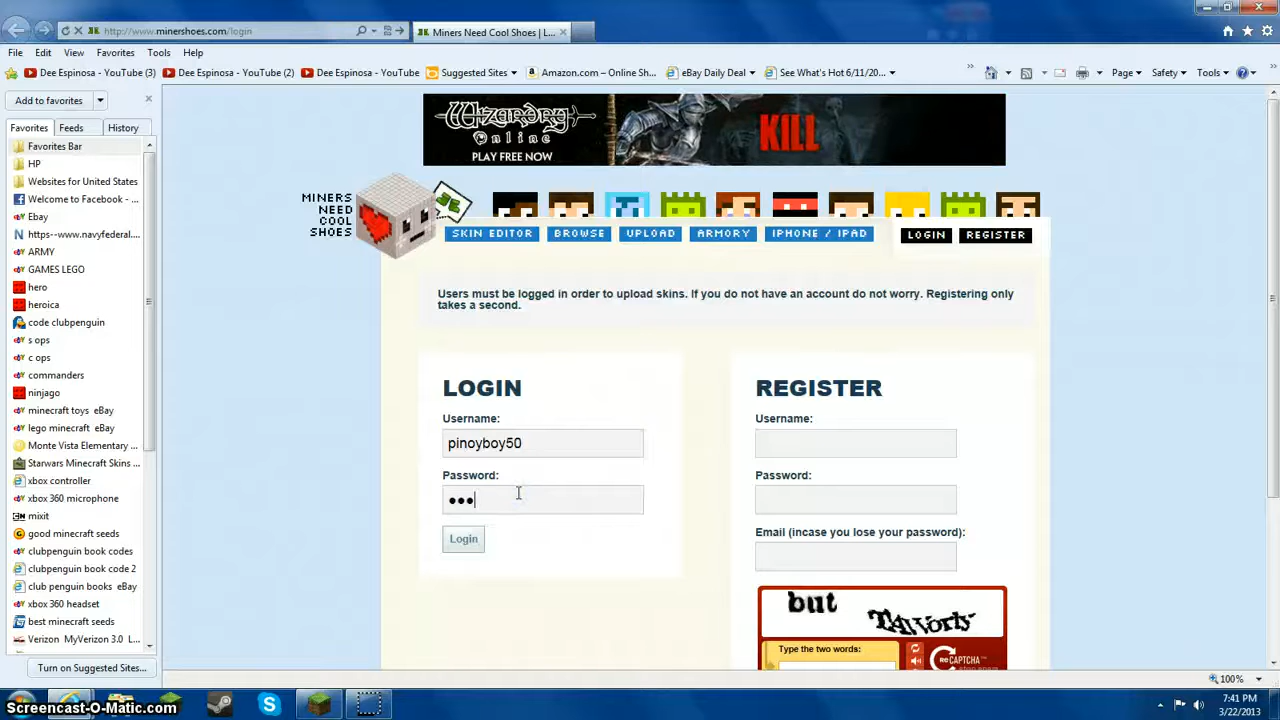 http://www.minershoes.com/login
Miners Need Cool Shoes | L...
File Edit View Favorites Tools Help
Dee Espinosa - YouTube (3) Dee Espinosa - YouTube (2) Dee Espinosa - YouTube Suggested Sites Amazon.com – Online Sh... eBay Daily Deal See What's Hot 6/11/20... Page Safety Tools
Add to favorites
Favorites Feeds History
Favorites Bar
HP
Websites for United States
Welcome to Facebook - ...
Ebay
https--www.navyfederal....
ARMY
GAMES LEGO
hero
heroica
code clubpenguin
s ops
c ops
commanders
ninjago
minecraft toys eBay
lego minecraft eBay
Monte Vista Elementary ...
Starwars Minecraft Skins ...
xbox controller
xbox 360 microphone
mixit
good minecraft seeds
clubpenguin book codes
club penguin book code 2
club penguin books eBay
xbox 360 headset
best minecraft seeds
Verizon MyVerizon 3.0 L...
Turn on Suggested Sites...
Wizardry
Online
PLAY FREE NOW
KILL
MINERS
NEED
COOL
SHOES
SKIN EDITOR BROWSE UPLOAD ARMORY IPHONE / IPAD LOGIN REGISTER
Users must be logged in order to upload skins. If you do not have an account do not worry. Registering only
takes a second.
LOGIN
Username:
pinoyboy50
Password:
Login
REGISTER
Username:
Password:
Email (incase you lose your password):
but
Type the two words:
reCAPTCHA™
100%
Screencast-O-Matic.com
7:41 PM
3/22/2013